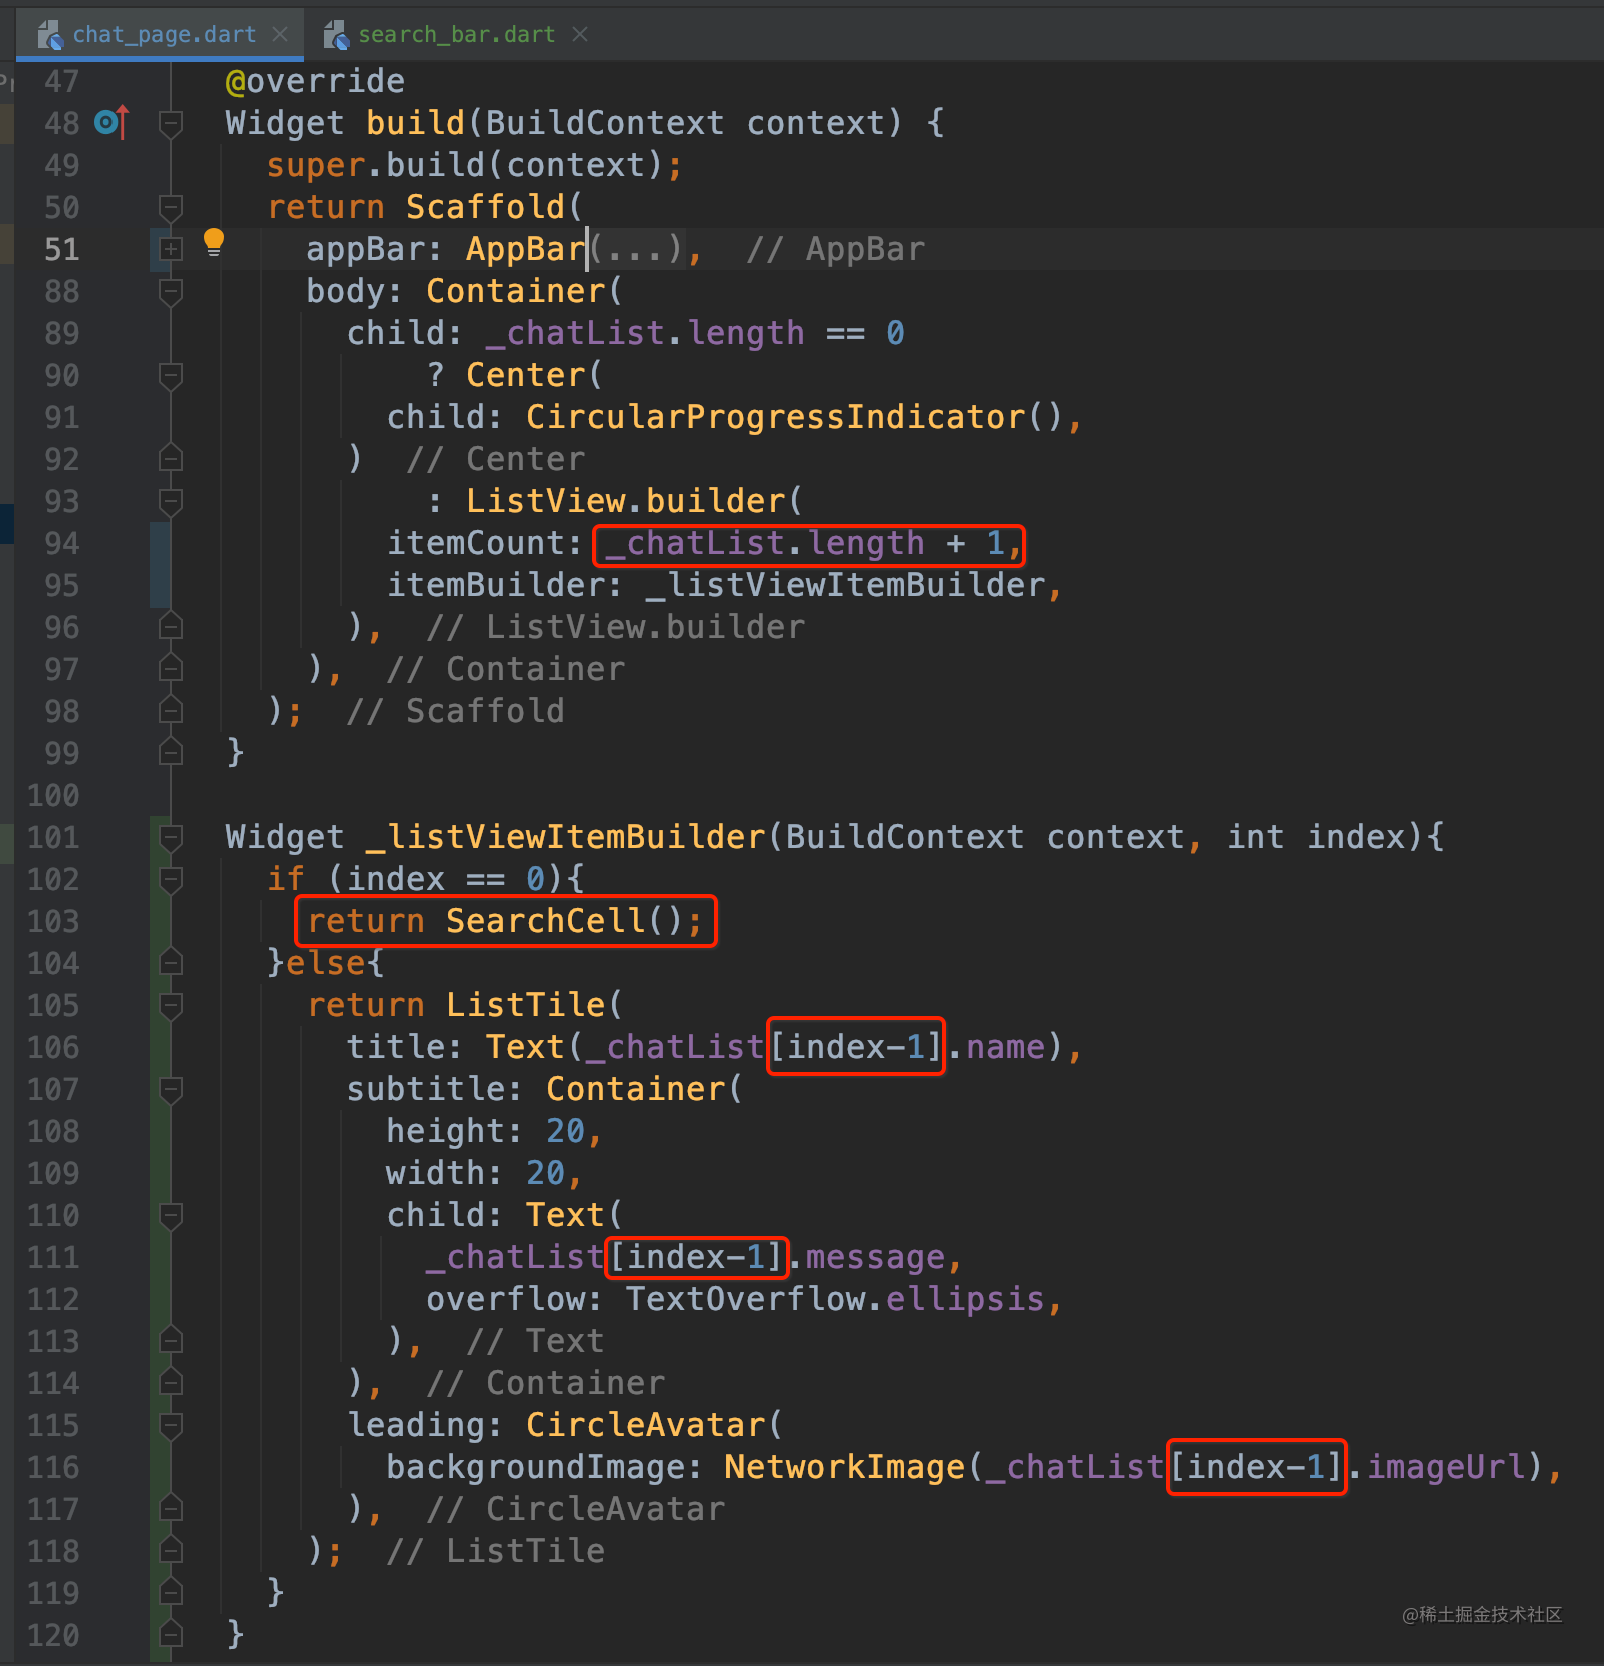 chat_page.dart search_bar.dart
47 @override
48 Widget build(BuildContext context) {
49 super.build(context);
50 return Scaffold(
51 appBar: AppBar(...), // AppBar
88 body: Container(
89 child: _chatList.length == 0
90 ? Center(
91 child: CircularProgressIndicator(),
92 ) // Center
93 : ListView.builder(
94 itemCount: _chatList.length + 1,
95 itemBuilder: _listViewItemBuilder,
96 ), // ListView.builder
97 ), // Container
98 ); // Scaffold
99 }
100
101 Widget _listViewItemBuilder(BuildContext context, int index){
102 if (index == 0){
103 return SearchCell();
104 }else{
105 return ListTile(
106 title: Text(_chatList[index-1].name),
107 subtitle: Container(
108 height: 20,
109 width: 20,
110 child: Text(
111 _chatList[index-1].message,
112 overflow: TextOverflow.ellipsis,
113 ), // Text
114 ), // Container
115 leading: CircleAvatar(
116 backgroundImage: NetworkImage(_chatList[index-1].imageUrl),
117 ), // CircleAvatar
118 ); // ListTile
119 }
120 }
@稀土掘金技术社区